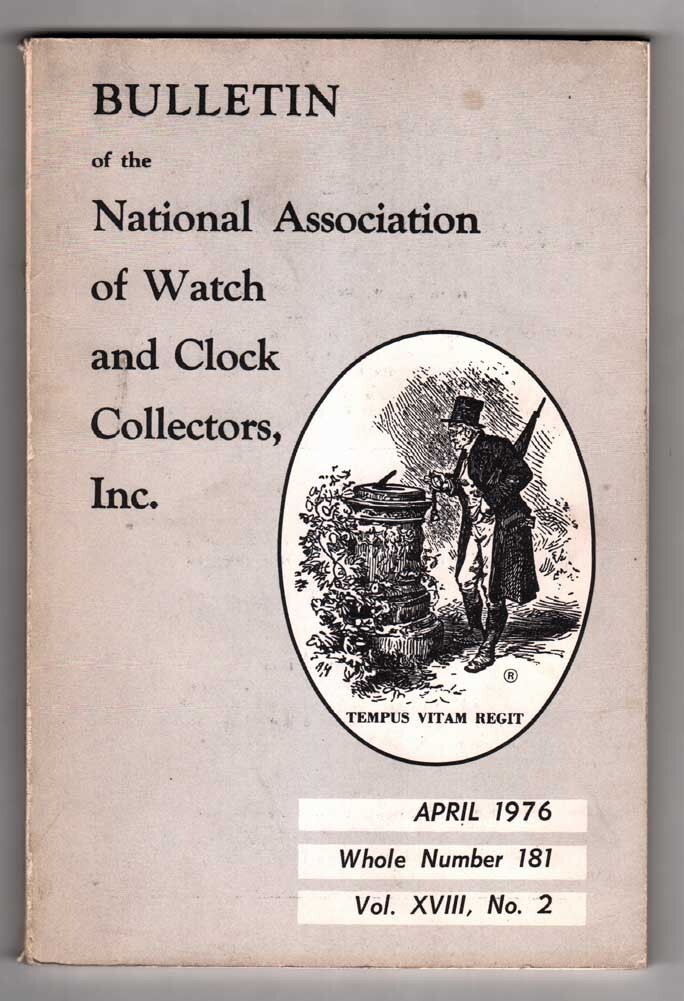 BULLETIN
of the
National Association
of Watch
and Clock
Collectors,
Inc.
®
TEMPUS VITAM REGIT
APRIL 1976
Whole Number 181
Vol. XVIII, No. 2